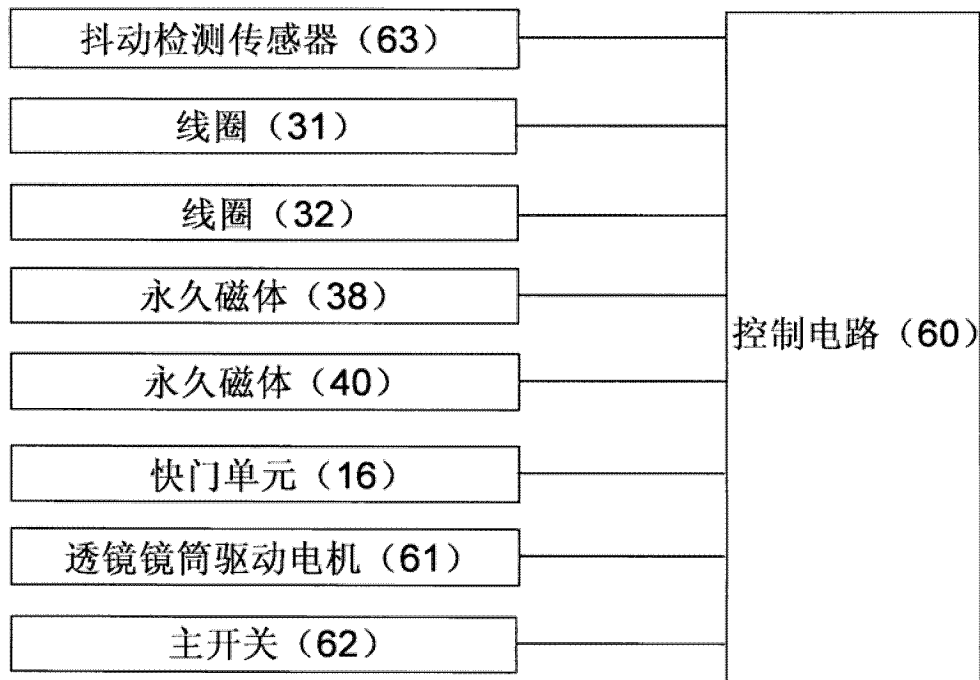 抖动检测传感器（63）
线圈（31）
线圈（32）
永久磁体（38）
永久磁体（40）
快门单元（16）
透镜镜筒驱动电机（61）
主开关（62）
控制电路（60）